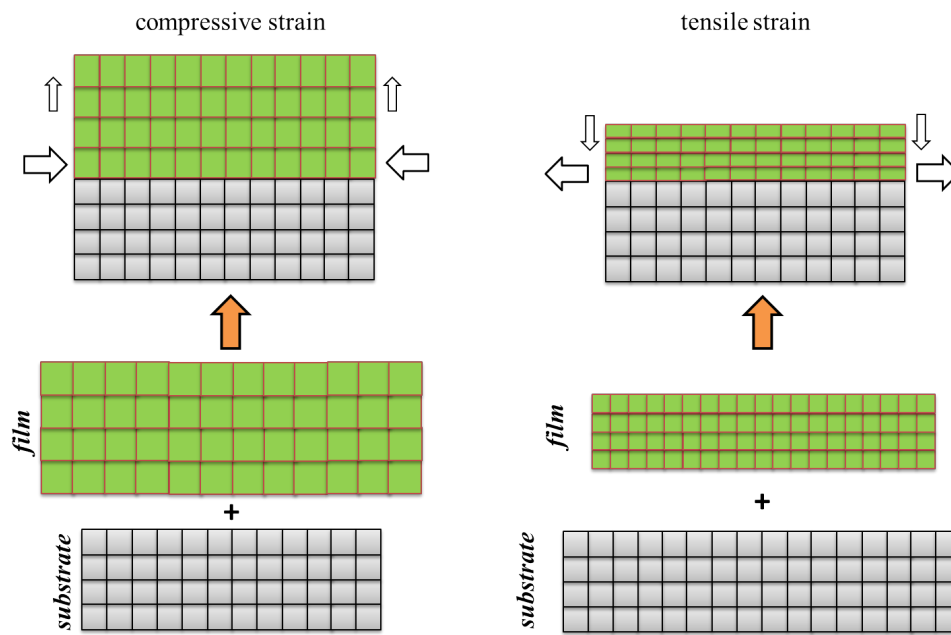 compressive strain
tensile strain
film
film
+
+
substrate
substrate